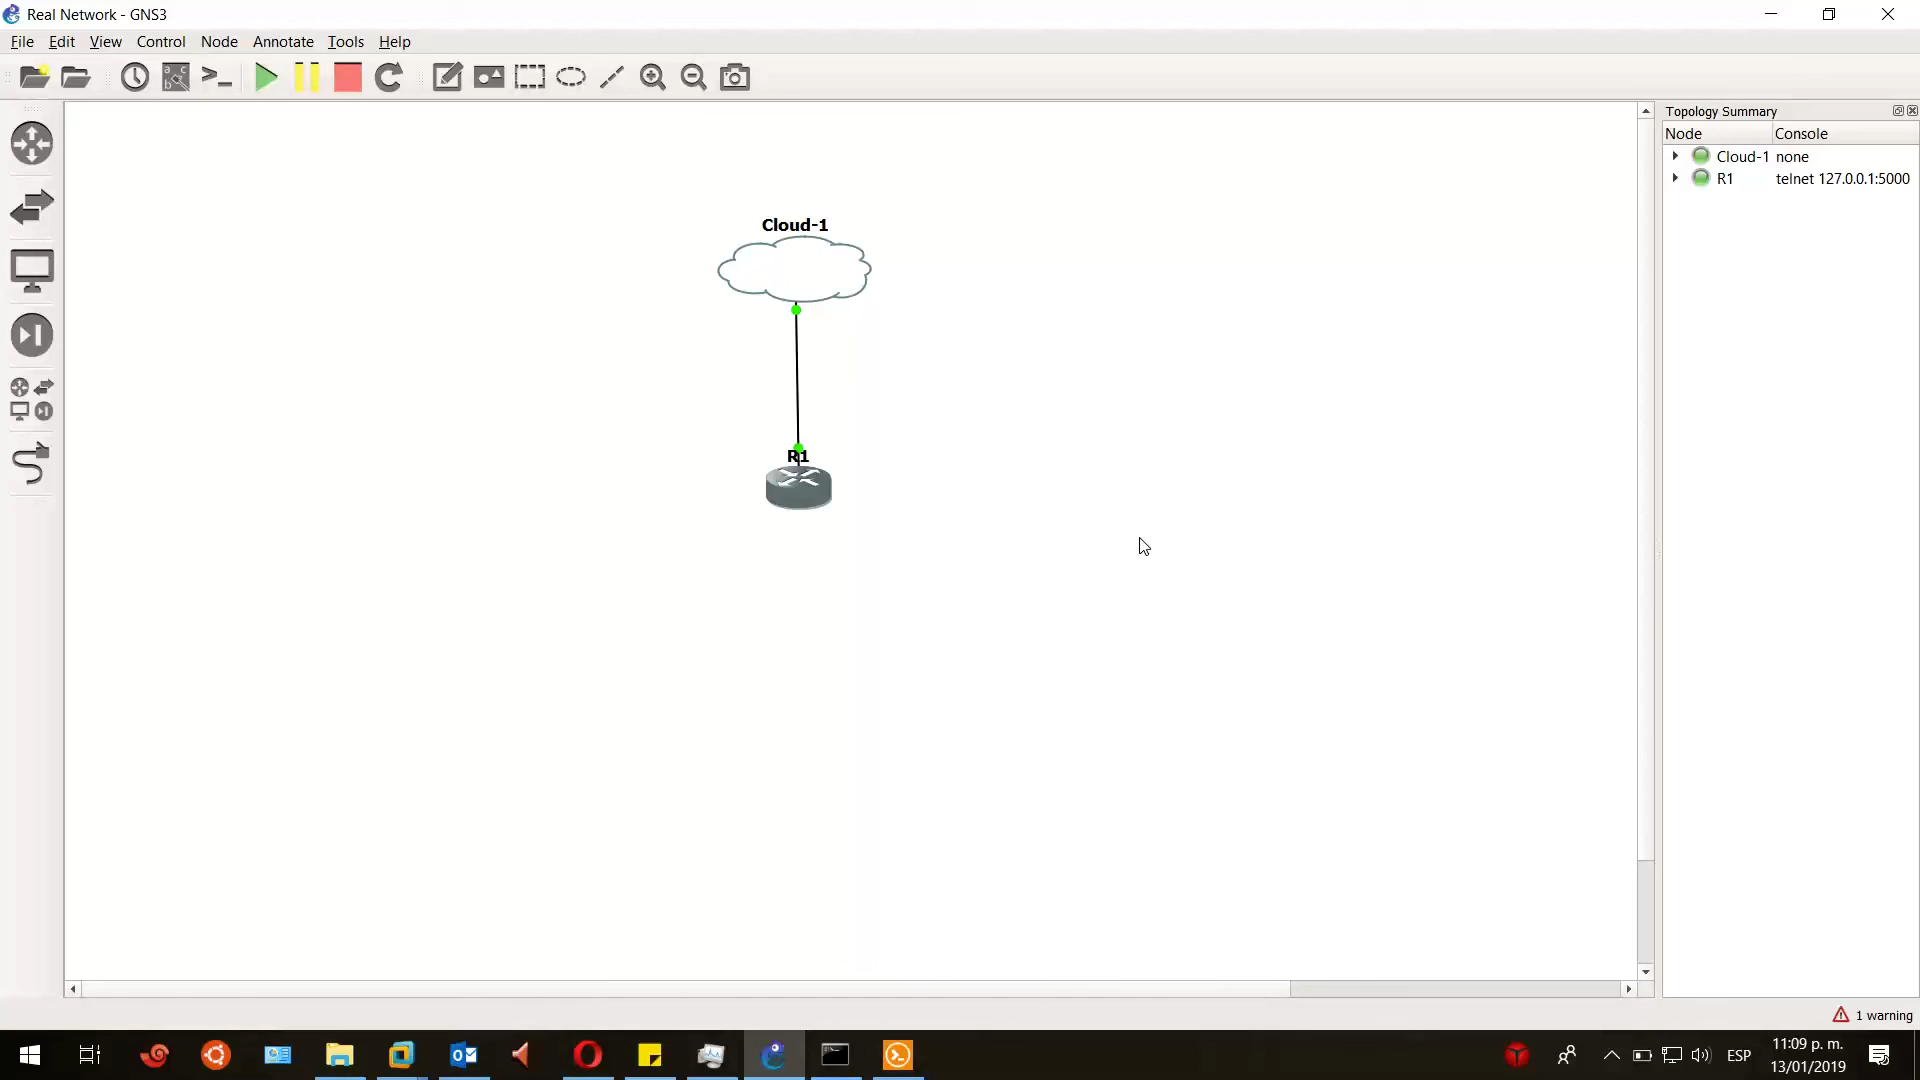 Real Network - GNS3
File Edit View Control Node Annotate Tools Help
Topology Summary
Node Console
Cloud-1 none
R1 telnet 127.0.0.1:5000
Cloud-1
R1
1 warning
ESP
11:09 p. m.
13/01/2019